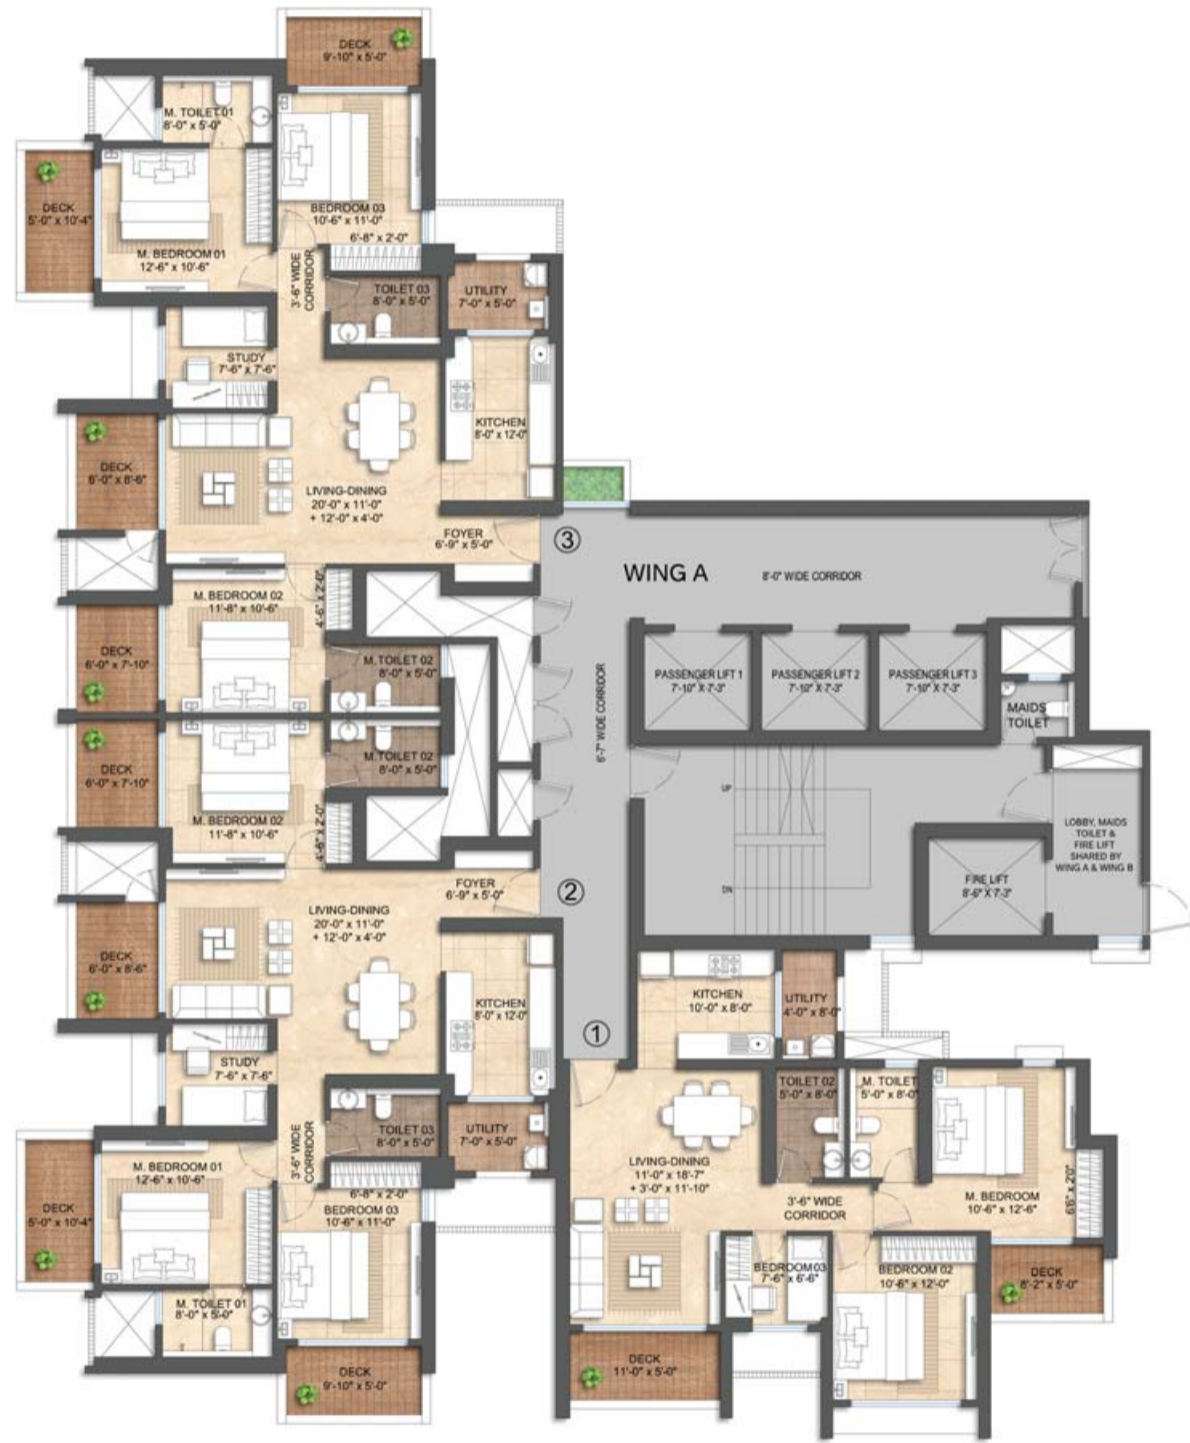 DECK
9'-10" x 5'-0"
M. TOILET 01
8'-0" x 5'-0"
DECK
5'-0" x 10'-4"
BEDROOM 03
10'-6" x 11'-0"
6'-8" x 2'-0"
M. BEDROOM 01
12'-6" x 10'-6"
3'-6" WIDE
CORRIDOR
TOILET 03
8'-0" x 5'-0"
UTILITY
7'-0" x 5'-0"
STUDY
7'-6" x 7'-6"
KITCHEN
8'-0" x 12'-0"
DECK
6'-0" x 8'-6"
LIVING-DINING
20'-0" x 11'-0"
+ 12'-0" x 4'-0"
FOYER
6'-9" x 5'-0"
3
WING A
8'-0" WIDE CORRIDOR
M. BEDROOM 02
11'-8" x 10'-6"
4'-6" x 2'-0"
DECK
6'-0" x 7'-10"
M. TOILET 02
8'-0" x 5'-0"
6'-7" WIDE CORRIDOR
PASSENGER LIFT 1
7'-10" X 7'-3"
PASSENGER LIFT 2
7'-10" X 7'-3"
PASSENGER LIFT 3
7'-10" X 7'-3"
MAIDS
TOILET
DECK
6'-0" x 7'-10"
M. TOILET 02
8'-0" x 5'-0"
M. BEDROOM 02
11'-8" x 10'-6"
4'-6" x 2'-0"
UP
DN
LOBBY, MAIDS
TOILET &
FIRE LIFT
SHARED BY
WING A & WING B
FIRE LIFT
8'-6" X 7'-3"
FOYER
6'-9" x 5'-0"
2
LIVING-DINING
20'-0" x 11'-0"
+ 12'-0" x 4'-0"
DECK
6'-0" x 8'-6"
KITCHEN
8'-0" x 12'-0"
KITCHEN
10'-0" x 8'-0"
UTILITY
4'-0" x 8'-0"
1
STUDY
7'-6" x 7'-6"
TOILET 03
8'-0" x 5'-0"
UTILITY
7'-0" x 5'-0"
3'-6" WIDE
CORRIDOR
TOILET 02
5'-0" x 8'-0"
M. TOILET
5'-0" x 8'-0"
M. BEDROOM 01
12'-6" x 10'-6"
6'-8" x 2'-0"
BEDROOM 03
10'-6" x 11'-0"
DECK
5'-0" x 10'-4"
LIVING-DINING
11'-0" x 18'-7"
+ 3'-0" x 11'-10"
3'-6" WIDE
CORRIDOR
M. BEDROOM
10'-6" x 12'-6"
6'6" x 2'0"
BEDROOM 03
7'-6" x 6'-6"
BEDROOM 02
10'-6" x 12'-0"
DECK
8'-2" x 5'-0"
M. TOILET 01
8'-0" x 5'-0"
DECK
9'-10" x 5'-0"
DECK
11'-0" x 5'-0"